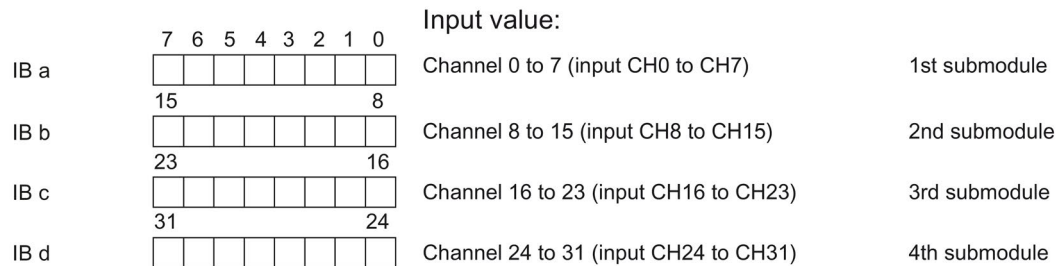 Input value:
7 6 5 4 3 2 1 0
IB a Channel 0 to 7 (input CH0 to CH7) 1st submodule
15 8
IB b Channel 8 to 15 (input CH8 to CH15) 2nd submodule
23 16
IB c Channel 16 to 23 (input CH16 to CH23) 3rd submodule
31 24
IB d Channel 24 to 31 (input CH24 to CH31) 4th submodule